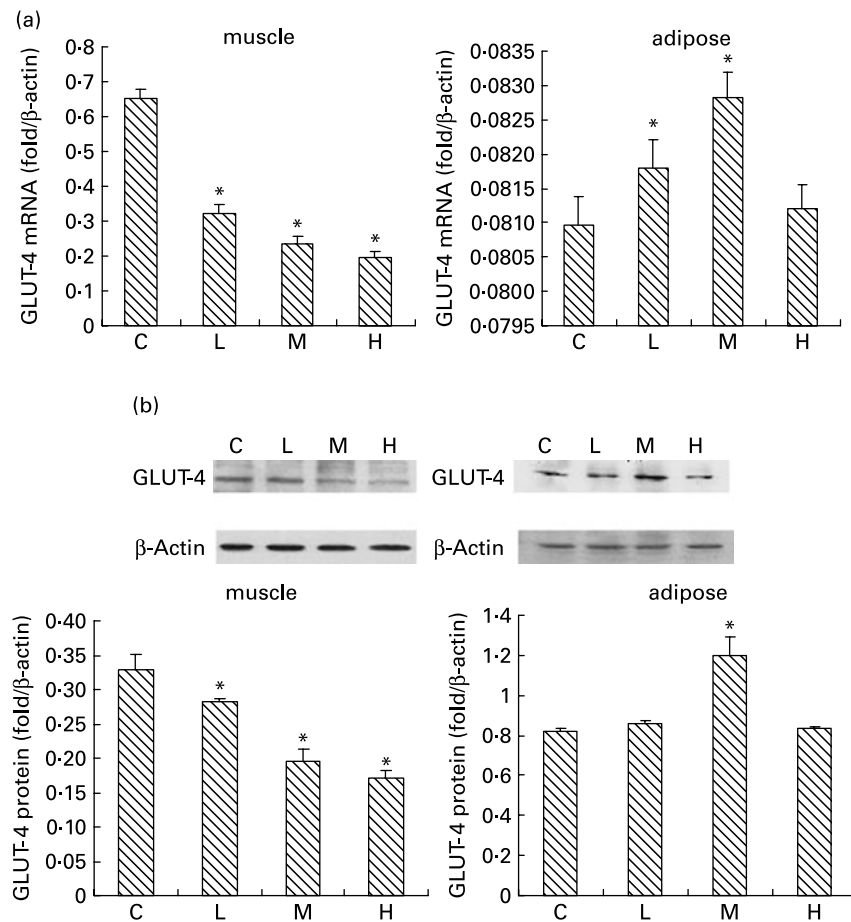 (a)
muscle
GLUT-4 mRNA (fold/β-actin)
0·8
0·7
0·6
0·5
0·4
0·3
0·2
0·1
0
*
*
*
C L M H
adipose
GLUT-4 mRNA (fold/β-actin)
0·0835
0·0830
0·0825
0·0820
0·0815
0·0810
0·0805
0·0800
0·0795
*
*
C L M H
(b)
C L M H
GLUT-4
β-Actin
C L M H
GLUT-4
β-Actin
muscle
GLUT-4 protein (fold/β-actin)
0·40
0·35
0·30
0·25
0·20
0·15
0·10
0·05
0
*
*
*
C L M H
adipose
GLUT-4 protein (fold/β-actin)
1·4
1·2
1
0·8
0·6
0·4
0·2
0
*
C L M H